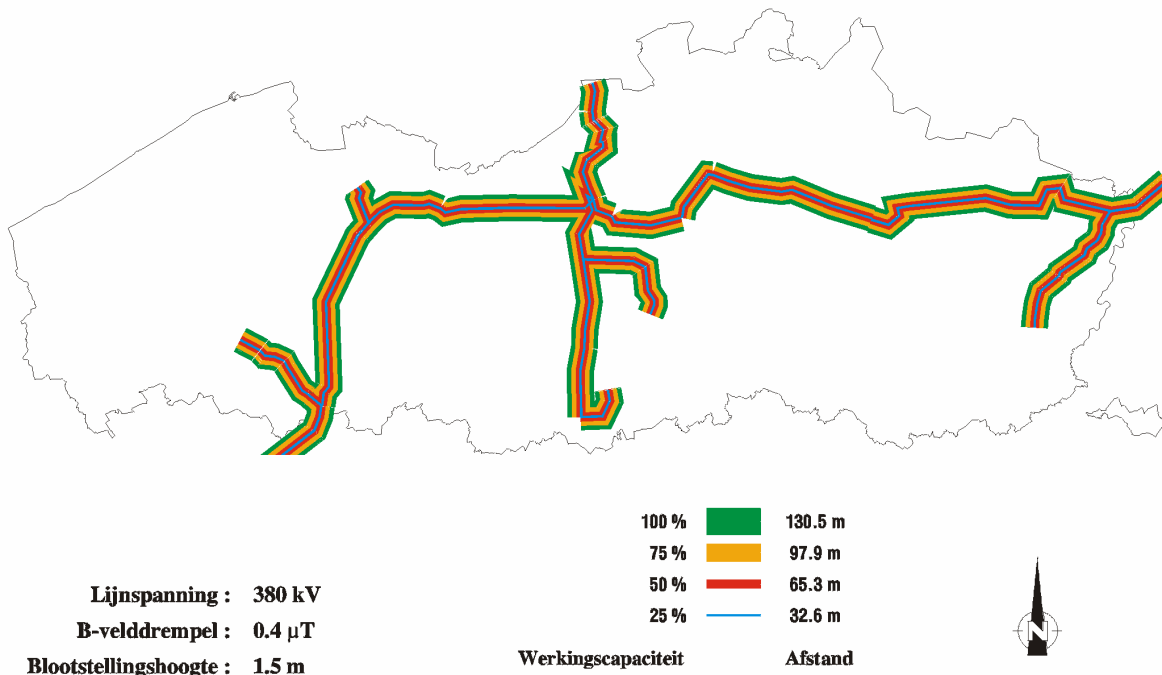 100 % 130.5 m
75 % 97.9 m
50 % 65.3 m
25 % 32.6 m
Werkingscapaciteit Afstand
Lijnspanning : 380 kV
B-velddrempel : 0.4 μT
Blootstellingshoogte : 1.5 m
N